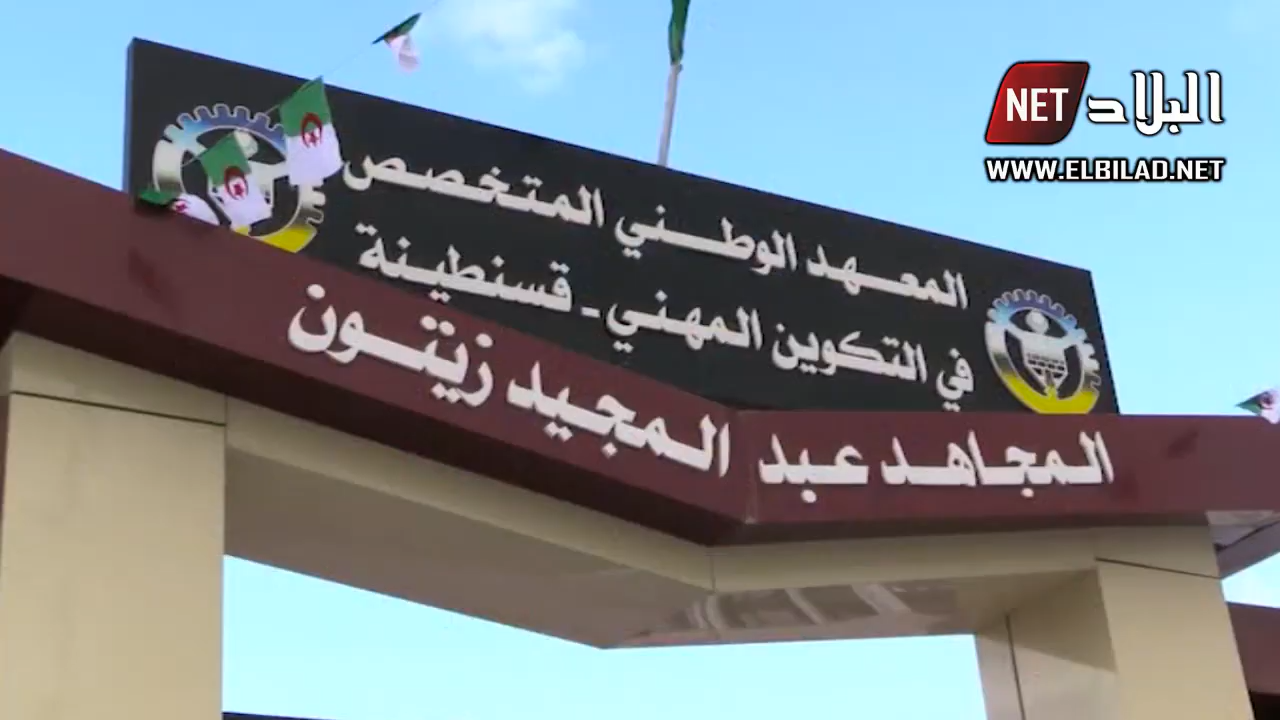 المعهد الوطني المتخصص
في التكوين المهني - قسنطينة
المجاهد عبد المجيد زيتون
NET البلاد
WWW.ELBILAD.NET